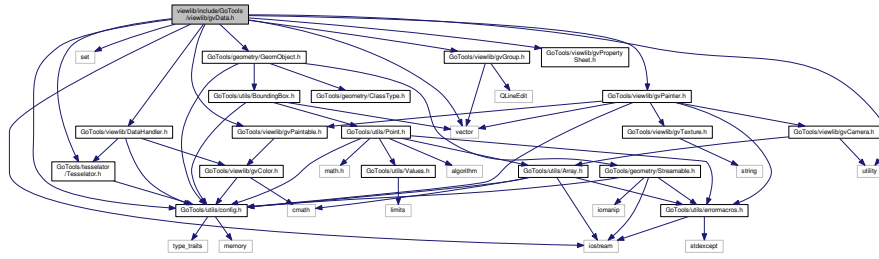 viewlib/include/GoTools
/viewlib/gvData.h
set
GoTools/geometry/GeomObject.h
GoTools/viewlib/gvGroup.h
GoTools/viewlib/gvProperty
Sheet.h
GoTools/utils/BoundingBox.h
GoTools/geometry/ClassType.h
QLineEdit
GoTools/viewlib/gvPainter.h
GoTools/viewlib/DataHandler.h
GoTools/viewlib/gvPaintable.h
GoTools/utils/Point.h
vector
GoTools/viewlib/gvTexture.h
GoTools/viewlib/gvCamera.h
GoTools/tesselator
/Tesselator.h
GoTools/viewlib/gvColor.h
math.h
GoTools/utils/Values.h
algorithm
GoTools/utils/Array.h
GoTools/geometry/Streamable.h
string
utility
GoTools/utils/config.h
cmath
limits
iomanip
GoTools/utils/errormacros.h
type_traits
memory
iostream
stdexcept